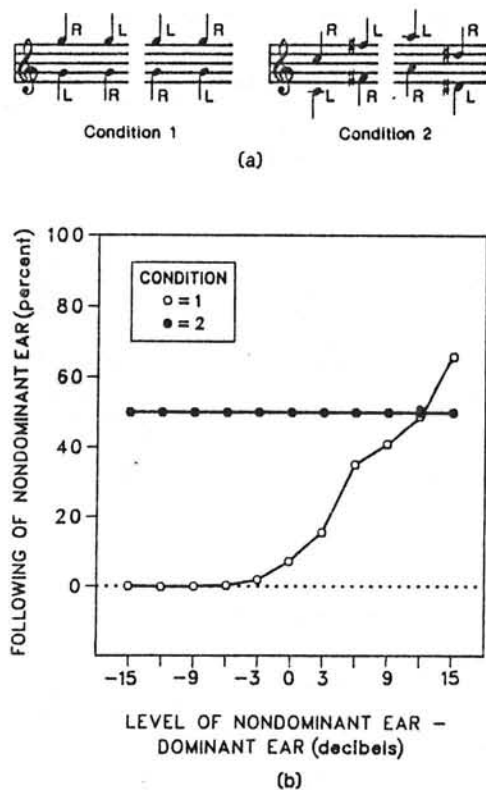 R L R L R L L R
L R R L L R R L
Condition 1 Condition 2
(a)
FOLLOWING OF NONDOMINANT EAR (percent)
100
80
60
40
20
0
CONDITION
○ = 1
● = 2
-15 -9 -3 0 3 9 15
LEVEL OF NONDOMINANT EAR –
DOMINANT EAR (decibels)
(b)